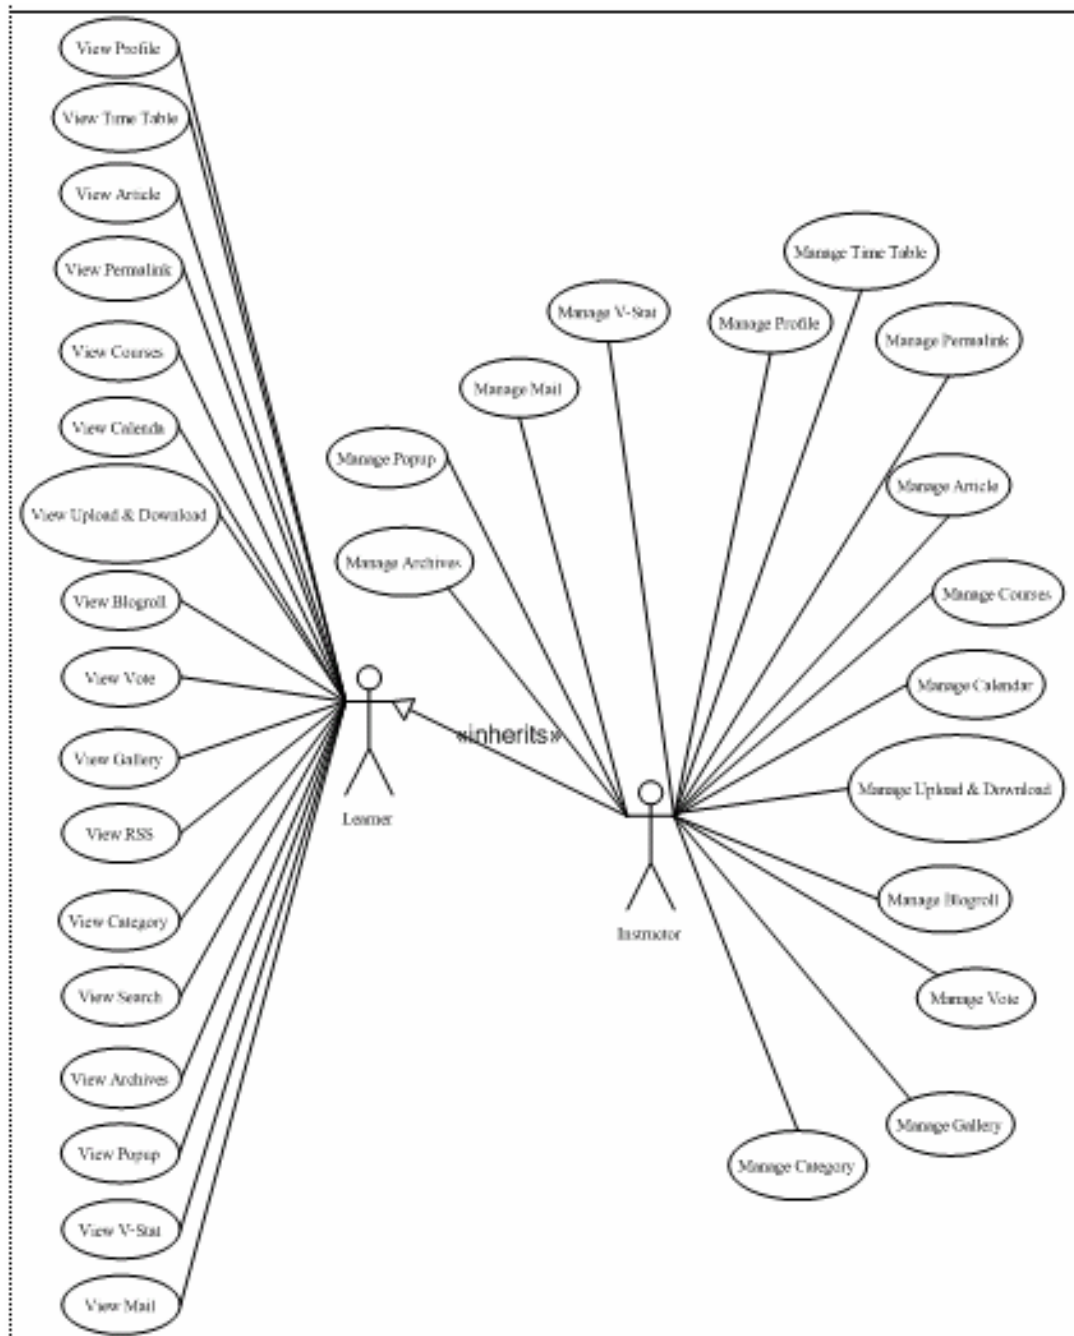 View Profile
View Time Table
View Article
View Permalink
View Courses
View Calenda
View Upload & Download
View Blogroll
View Vote
View Gallery
View RSS
View Category
View Search
View Archives
View Popup
View V-Stat
View Mail
Learner
«inherits»
Instructor
Manage Time Table
Manage V-Stat
Manage Profile
Manage Permalink
Manage Mail
Manage Popup
Manage Article
Manage Archives
Manage Courses
Manage Calendar
Manage Upload & Download
Manage Blogroll
Manage Vote
Manage Gallery
Manage Category